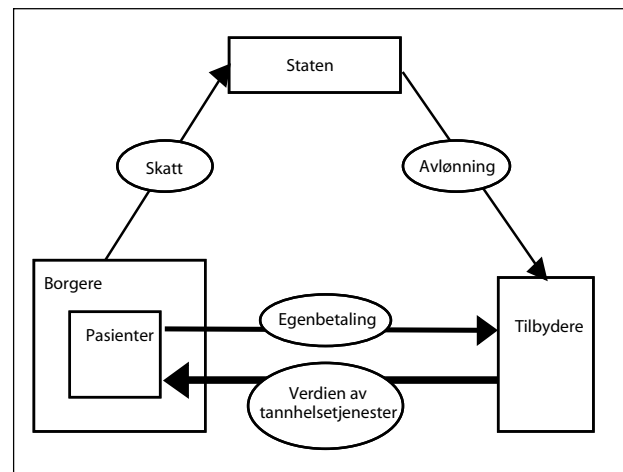 Staten
Skatt
Avlønning
Borgere
Pasienter
Egenbetaling
Tilbydere
Verdien av
tannhelsetjenester